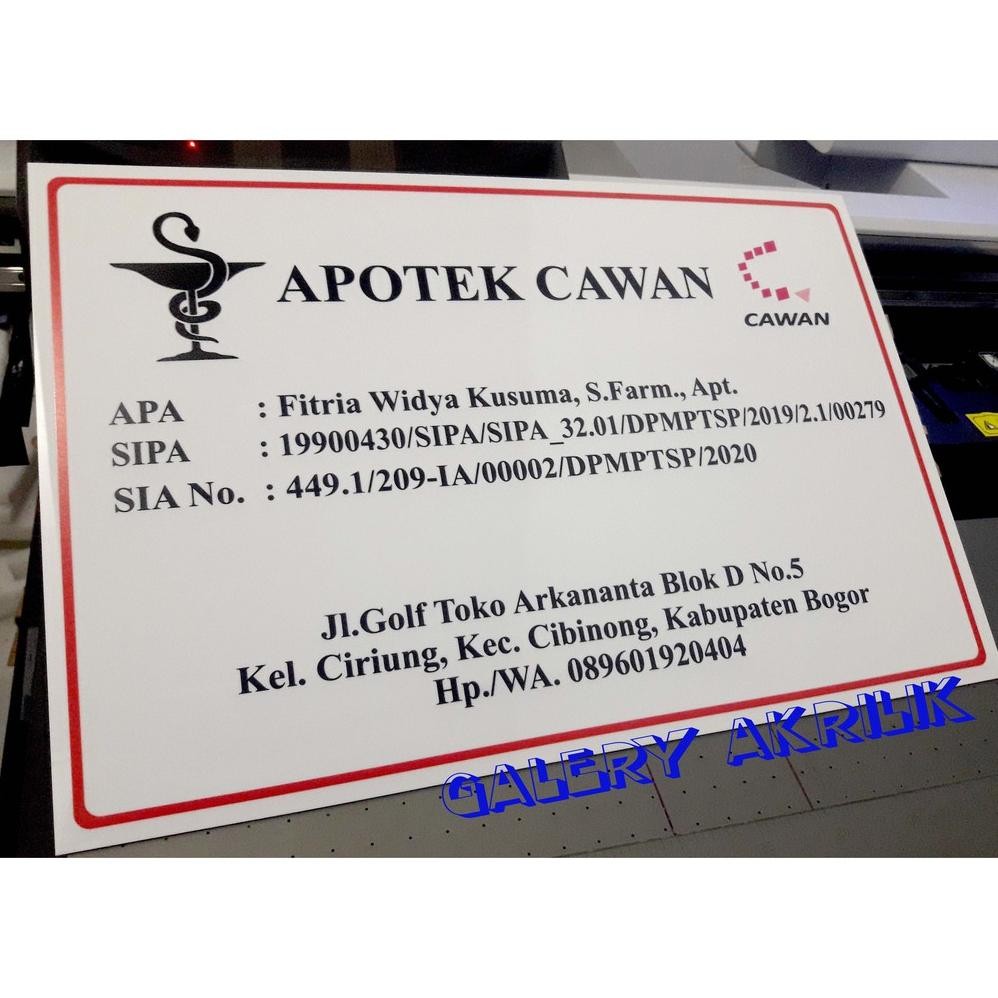 APOTEK CAWAN
CAWAN
APA : Fitria Widya Kusuma, S.Farm., Apt.
SIPA : 19900430/SIPA/SIPA_32.01/DPMPTSP/2019/2.1/00279
SIA No. : 449.1/209-IA/00002/DPMPTSP/2020
Jl.Golf Toko Arkananta Blok D No.5
Kel. Ciriung, Kec. Cibinong, Kabupaten Bogor
Hp./WA. 089601920404
GALERY AKRILIK